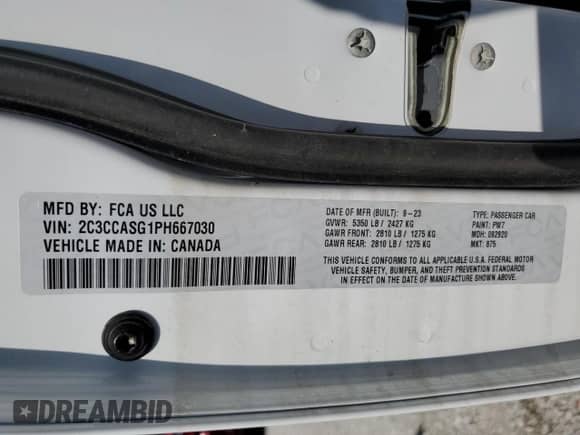 MFD BY: FCA US LLC
VIN: 2C3CCASG1PH667030
VEHICLE MADE IN: CANADA
DATE OF MFR (BUILT): 9-23
GVWR: 5350 LB / 2427 KG
GAWR FRONT: 2810 LB / 1275 KG
GAWR REAR: 2810 LB / 1275 KG
TYPE: PASSENGER CAR
PAINT: PW7
MDH: 092920
MKT: 875
THIS VEHICLE CONFORMS TO ALL APPLICABLE U.S.A. FEDERAL MOTOR
VEHICLE SAFETY, BUMPER, AND THEFT PREVENTION STANDARDS
IN EFFECT ON THE DATE OF MANUFACTURE SHOWN ABOVE.
DREAMBID